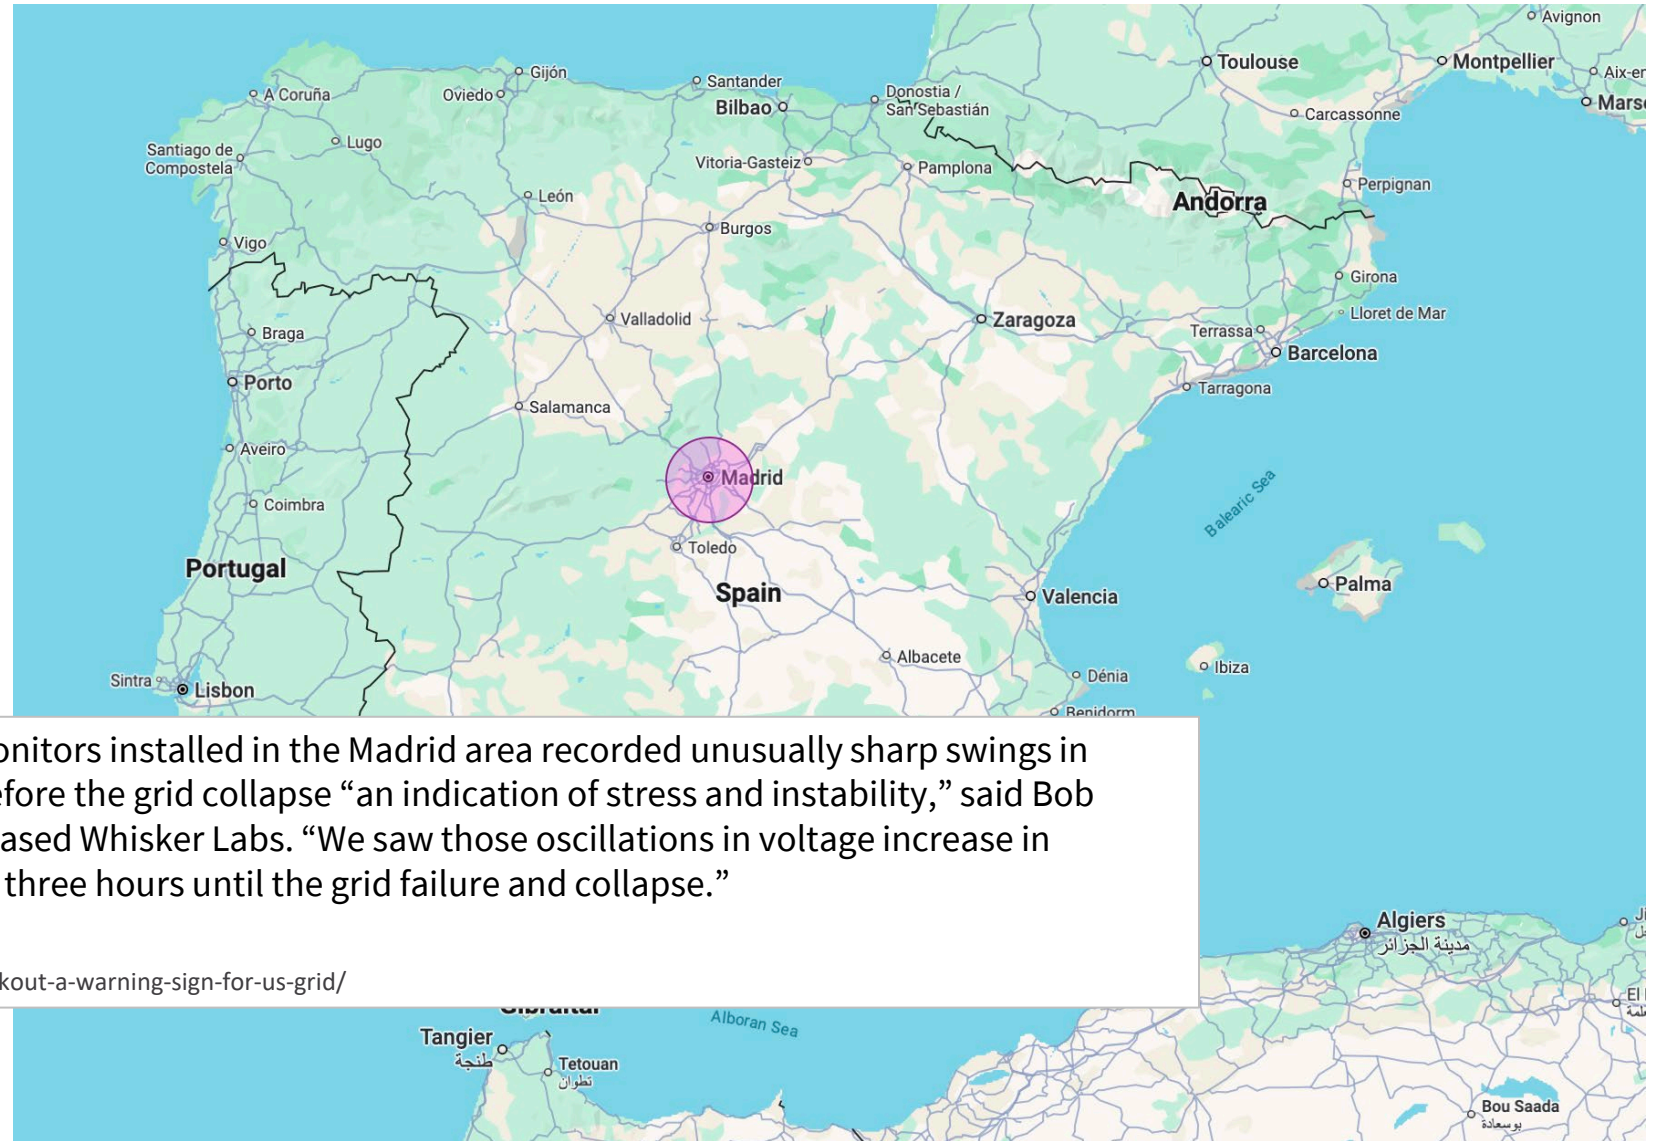 Avignon
Toulouse
Montpellier
Gijón
Santander
Aix-er
A Coruña
Oviedo
Donostia /
San Sebastián
Bilbao
Carcassonne
Lugo
Santiago de
Compostela
Vitoria-Gasteiz
Pamplona
Perpignan
León
Andorra
Burgos
Vigo
Girona
Lloret de Mar
Valladolid
Zaragoza
Braga
Terrassa
Barcelona
Porto
Tarragona
Salamanca
Aveiro
Madrid
Balearic Sea
Coimbra
Toledo
Portugal
Spain
Palma
Valencia
Albacete
Ibiza
Dénia
Sintra
Lisbon
Benidorm
onitors installed in the Madrid area recorded unusually sharp swings in
efore the grid collapse “an indication of stress and instability,” said Bob
ased Whisker Labs. “We saw those oscillations in voltage increase in
three hours until the grid failure and collapse.”
kout-a-warning-sign-for-us-grid/
Algiers
مدينة الجزائر
Gibraltar
Alboran Sea
Tangier
طنجة
Tetouan
تطوان
Bou Saada
بوسعادة